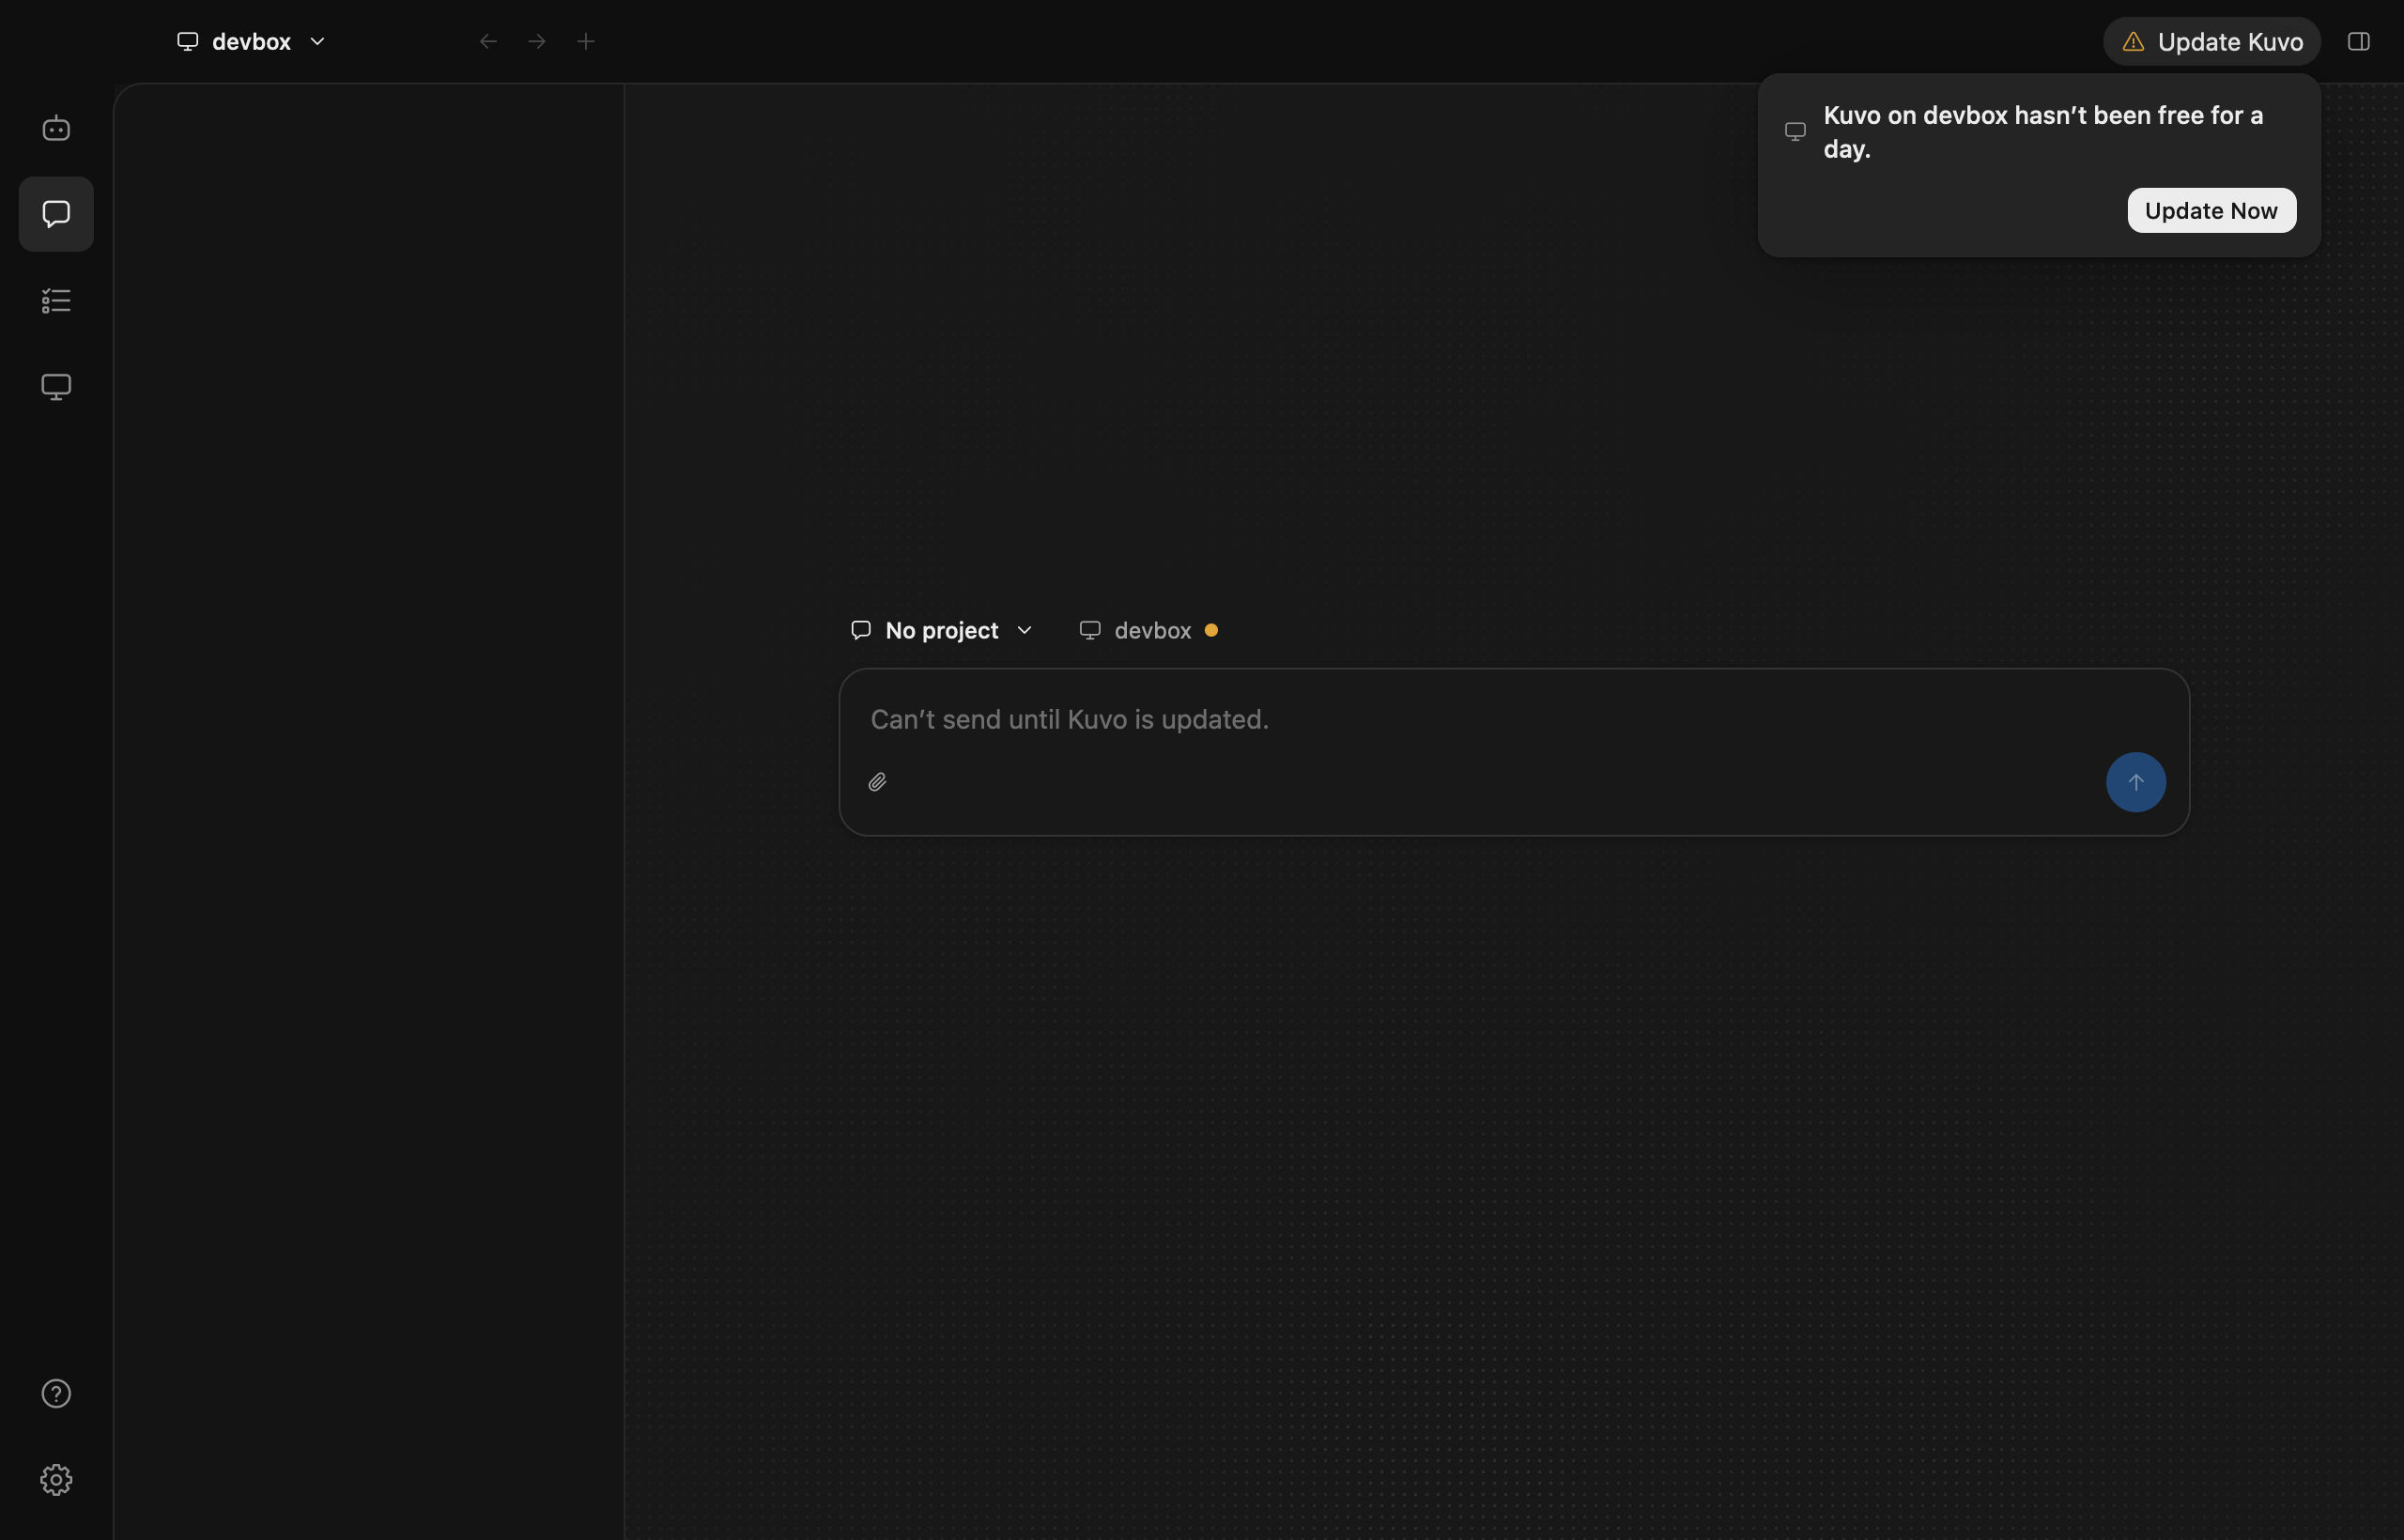 devbox
Update Kuvo
Kuvo on devbox hasn’t been free for a
day.
Update Now
No project
devbox
Can’t send until Kuvo is updated.